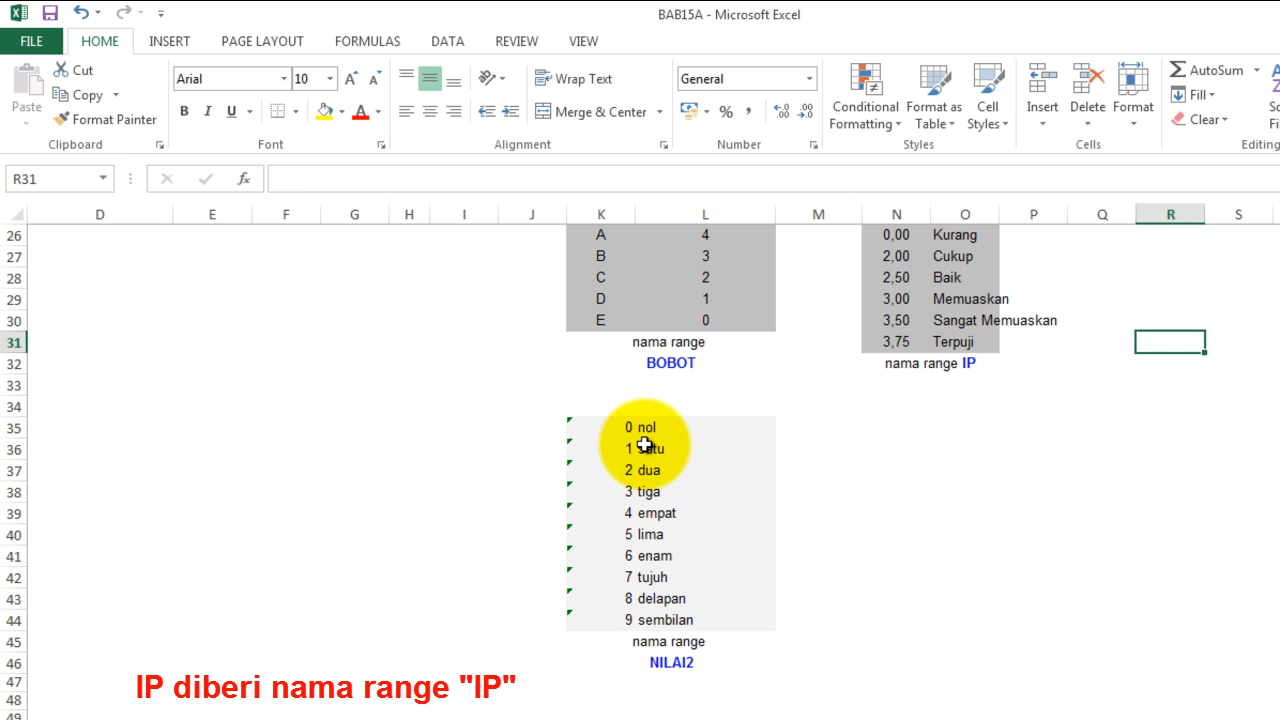 BAB15A - Microsoft Excel
FILE HOME INSERT PAGE LAYOUT FORMULAS DATA REVIEW VIEW
Cut
Copy
Format Painter
Paste
Clipboard
Arial 10
B I U
Font
Wrap Text
Merge & Center
Alignment
General
%
Number
Conditional Formatting
Format as Table
Cell Styles
Styles
Insert
Delete
Format
Cells
AutoSum
Fill
Clear
Editing
R31
fx
D E F G H I J K L M N O P Q R S
26 A 4 0,00 Kurang
27 B 3 2,00 Cukup
28 C 2 2,50 Baik
29 D 1 3,00 Memuaskan
30 E 0 3,50 Sangat Memuaskan
31 nama range 3,75 Terpuji
32 BOBOT nama range IP
33
34
35 0 nol
36 1 satu
37 2 dua
38 3 tiga
39 4 empat
40 5 lima
41 6 enam
42 7 tujuh
43 8 delapan
44 9 sembilan
45 nama range
46 NILAI2
47
48
49
IP diberi nama range "IP"